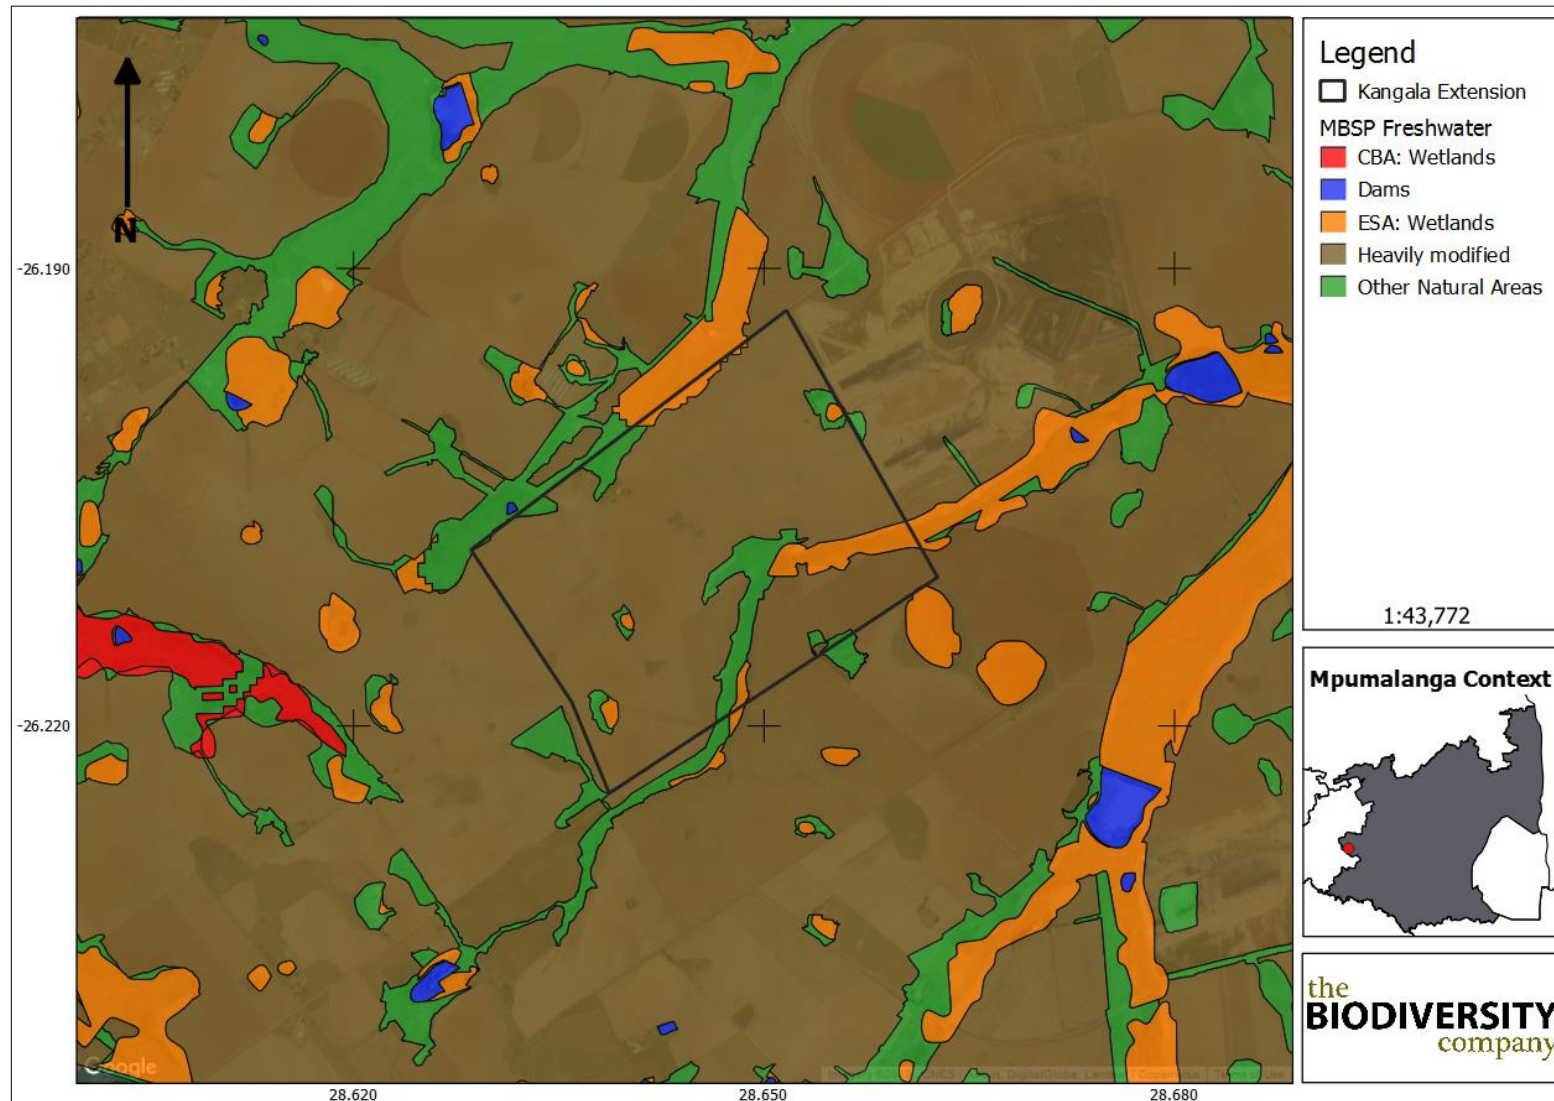 N
-26.190
-26.220
28.620
28.650
28.680
Google
Legend
Kangala Extension
MBSP Freshwater
CBA: Wetlands
Dams
ESA: Wetlands
Heavily modified
Other Natural Areas
1:43,772
Mpumalanga Context
the
BIODIVERSITY
company